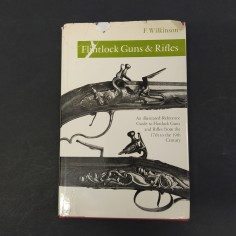 F Wilkinson
Flintlock Guns & Rifles
An Illustrated Reference
Guide to Flintlock Guns
and Rifles from the
17th to the 19th
Century